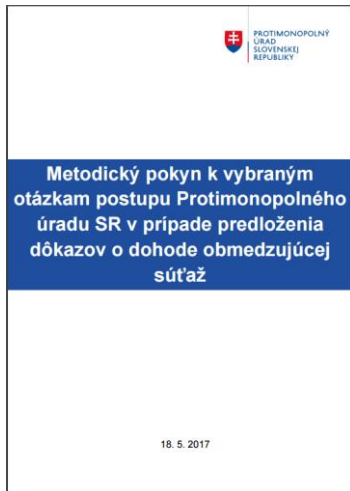 PROTIMONOPOLNÝ
ÚRAD
SLOVENSKEJ
REPUBLIKY
Metodický pokyn k vybraným
otázkam postupu Protimonopolného
úradu SR v prípade predloženia
dôkazov o dohode obmedzujúcej
súťaž
18. 5. 2017